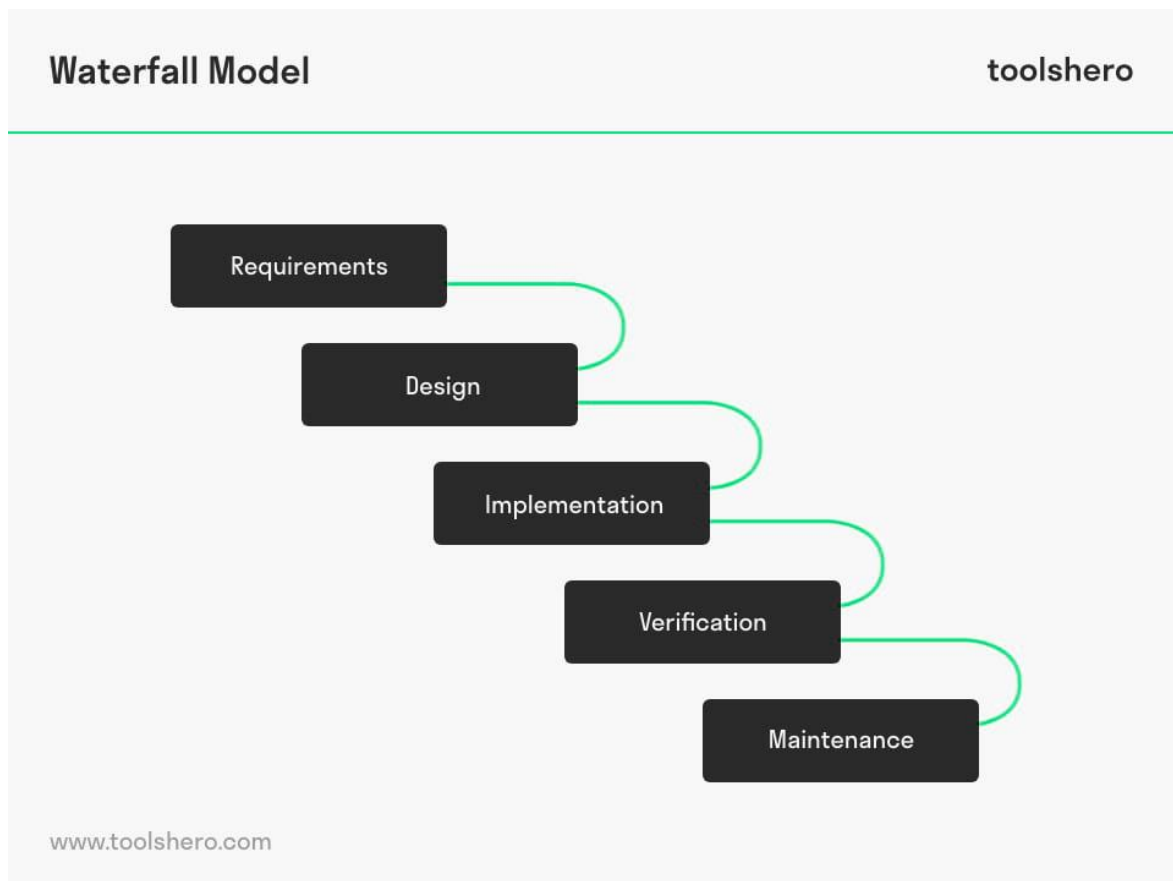 Waterfall Model
toolshero
Requirements
Design
Implementation
Verification
Maintenance
www.toolshero.com